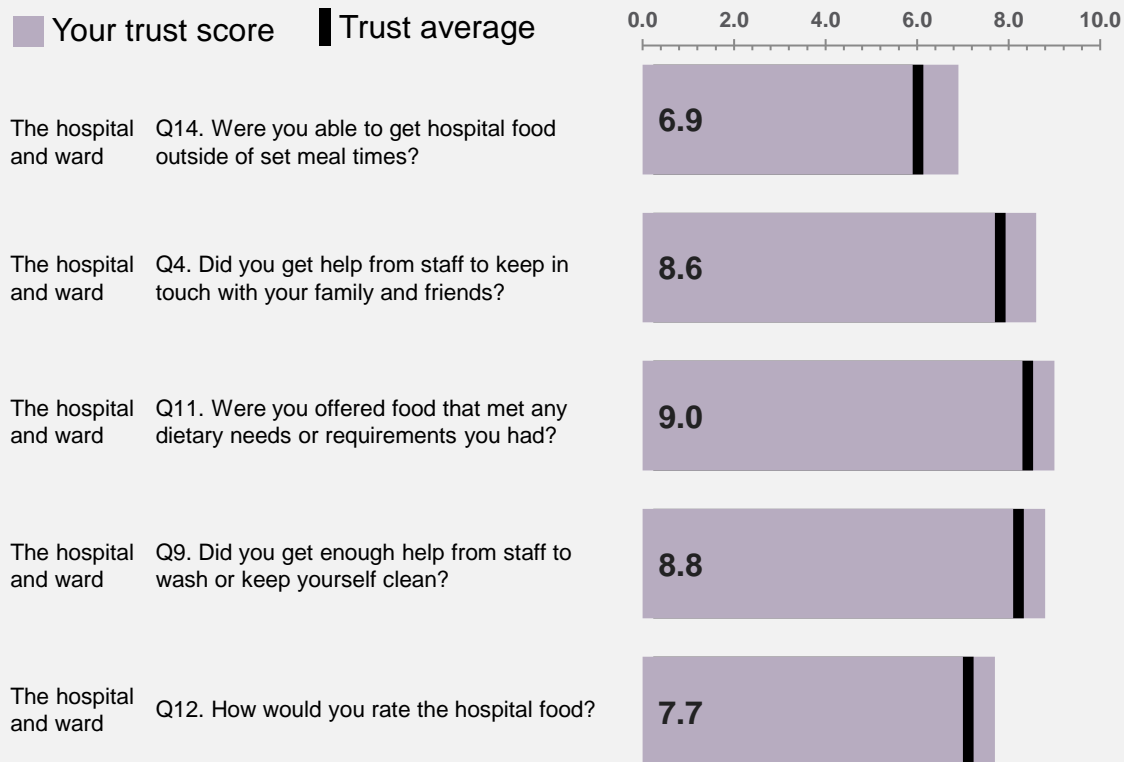 Your trust score
Trust average
0.0 2.0 4.0 6.0 8.0 10.0
The hospital
and ward
Q14. Were you able to get hospital food
outside of set meal times?
6.9
The hospital
and ward
Q4. Did you get help from staff to keep in
touch with your family and friends?
8.6
The hospital
and ward
Q11. Were you offered food that met any
dietary needs or requirements you had?
9.0
The hospital
and ward
Q9. Did you get enough help from staff to
wash or keep yourself clean?
8.8
The hospital
and ward
Q12. How would you rate the hospital food?
7.7